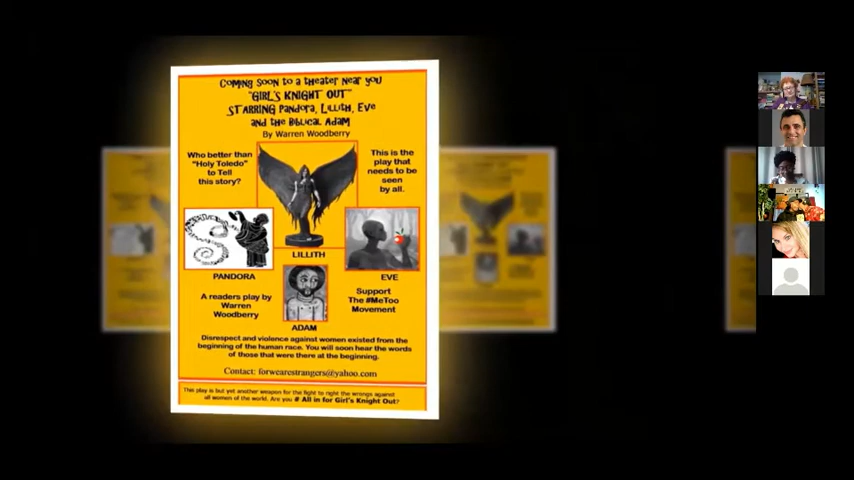 Coming soon to a theater near you
"GIRL'S KNIGHT OUT"
STARRING Pandora, Lillith, Eve
and the Biblical Adam
By Warren Woodberry
Who better than
"Holy Toledo"
to Tell
this story?
This is the
play that
needs to be
seen
by all.
LILLITH
PANDORA
EVE
A readers play by
Warren
Woodberry
Support
The #MeToo
Movement
ADAM
Disrespect and violence against women existed from the
beginning of the human race. You will soon hear the words
of those that were there at the beginning.
Contact: forwearestrangers@yahoo.com
This play is but yet another weapon for the fight to right the wrongs against
all women of the world. Are you # All in for Girl's Knight Out?